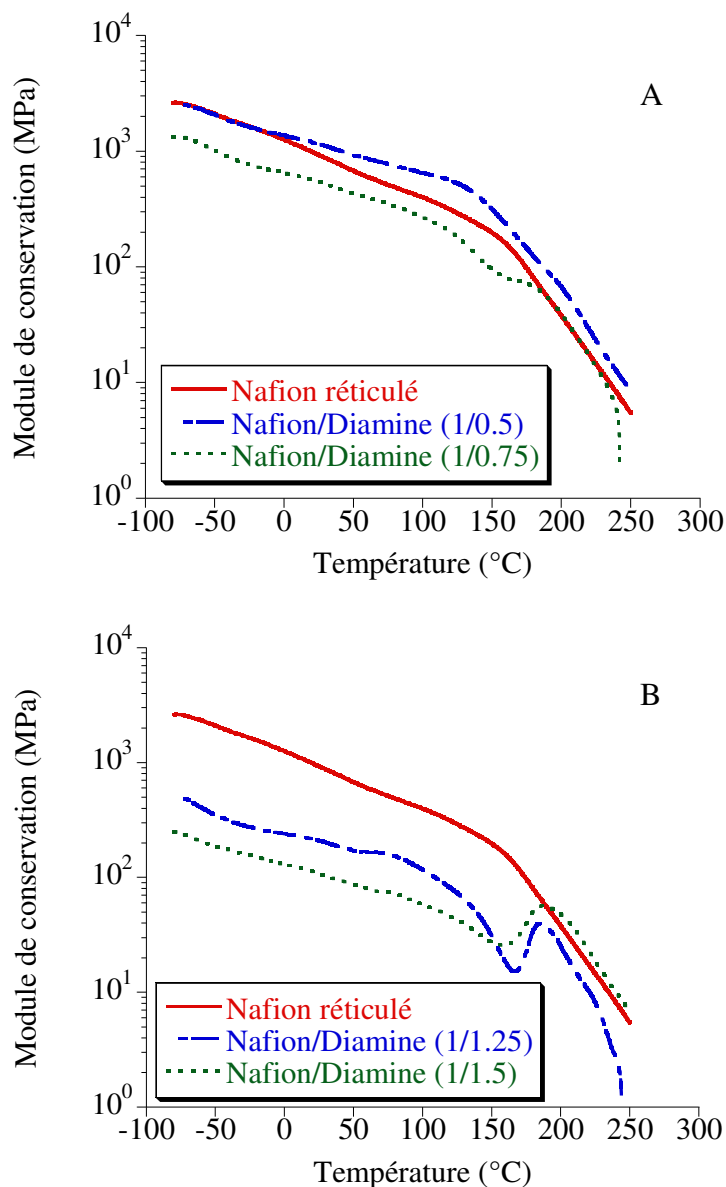 A
Module de conservation (MPa)
10^4
10^3
10^2
10^1
10^0
Nafion réticulé
Nafion/Diamine (1/0.5)
Nafion/Diamine (1/0.75)
-100 -50 0 50 100 150 200 250 300
Température (°C)
B
Module de conservation (MPa)
10^4
10^3
10^2
10^1
10^0
Nafion réticulé
Nafion/Diamine (1/1.25)
Nafion/Diamine (1/1.5)
-100 -50 0 50 100 150 200 250 300
Température (°C)